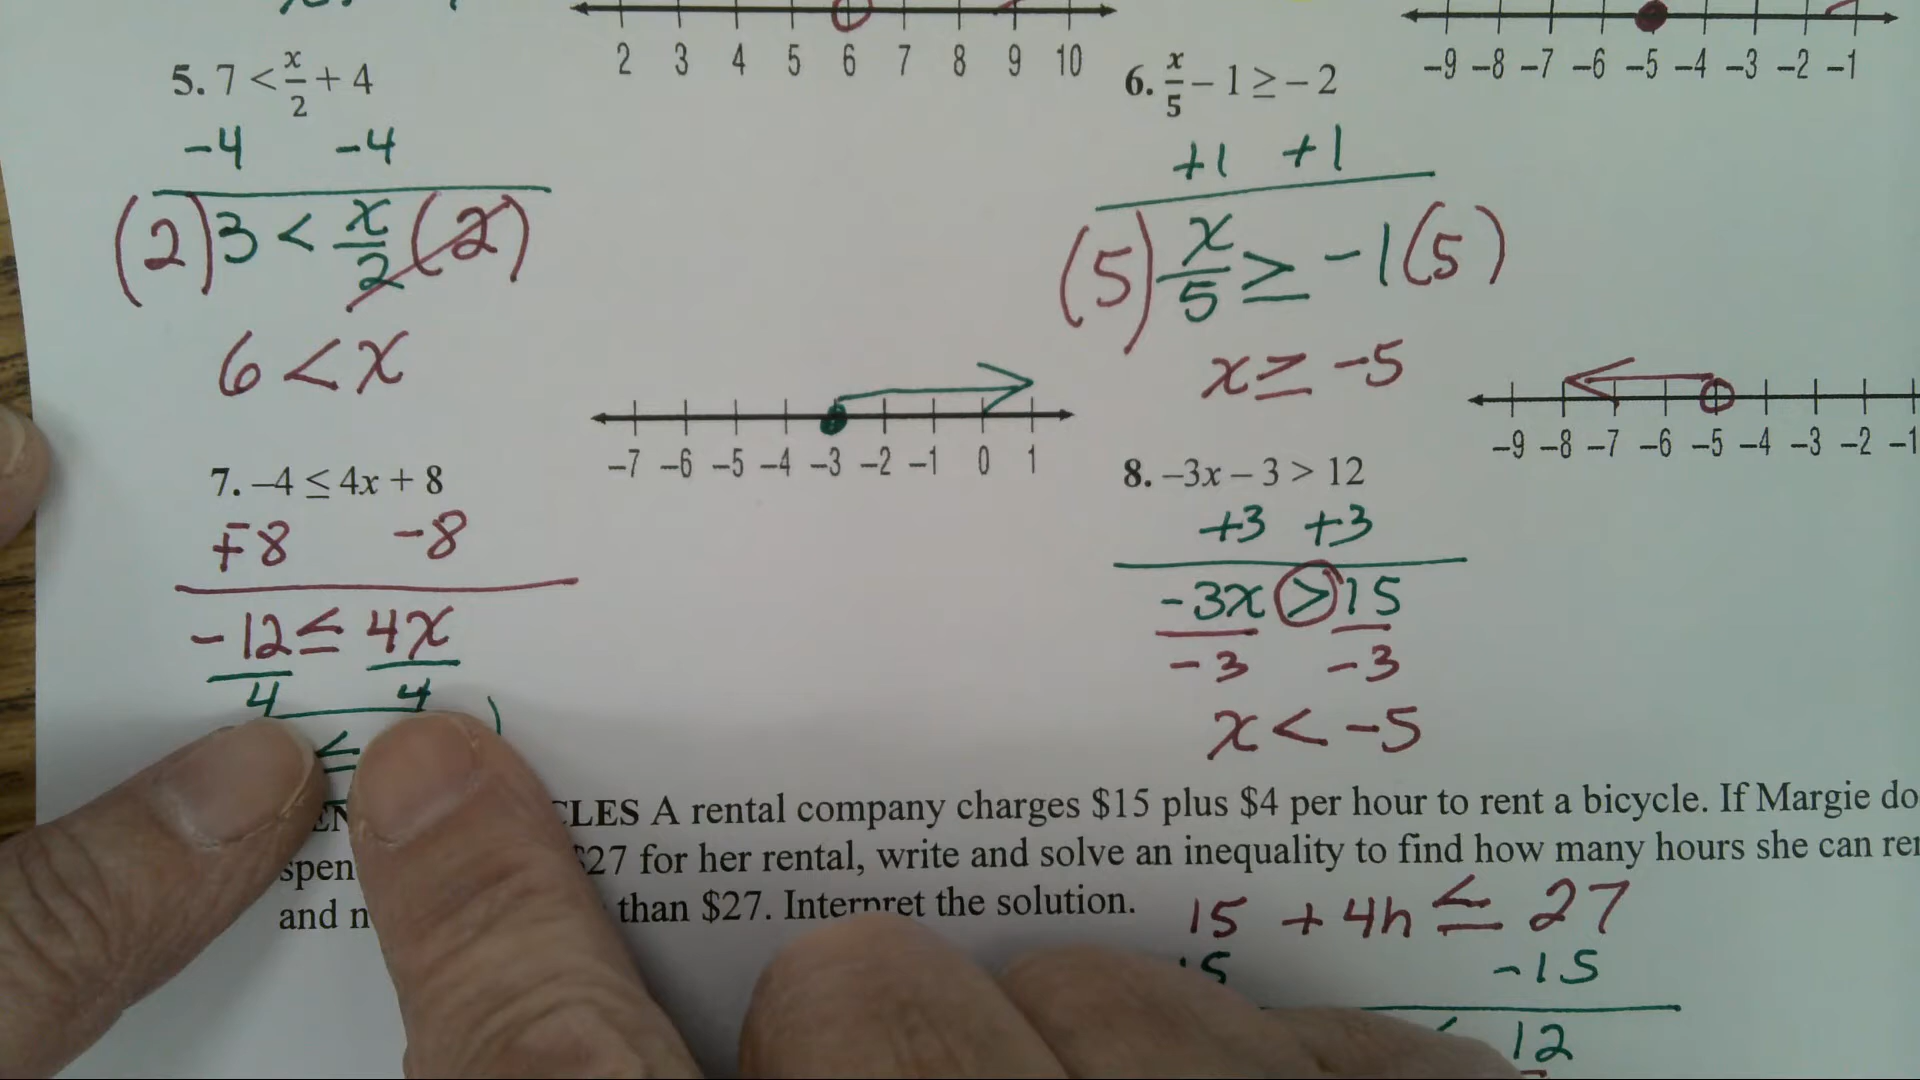 2 3 4 5 6 7 8 9 10
-9 -8 -7 -6 -5 -4 -3 -2 -1
5. 7 < x/2 + 4
-4 -4
(2) 3 < x/2 (2)
6 < x
6. x/5 - 1 ≥ -2
+1 +1
(5) x/5 ≥ -1 (5)
x ≥ -5
-7 -6 -5 -4 -3 -2 -1 0 1
-9 -8 -7 -6 -5 -4 -3 -2 -1
7. -4 ≤ 4x + 8
-8 -8
-12 ≤ 4x
4 4
≤
8. -3x - 3 > 12
+3 +3
-3x > 15
-3 -3
x < -5
CLES A rental company charges $15 plus $4 per hour to rent a bicycle. If Margie do
spen $27 for her rental, write and solve an inequality to find how many hours she can
and than $27. Interpret the solution.
15 + 4h ≤ 27
-15
12